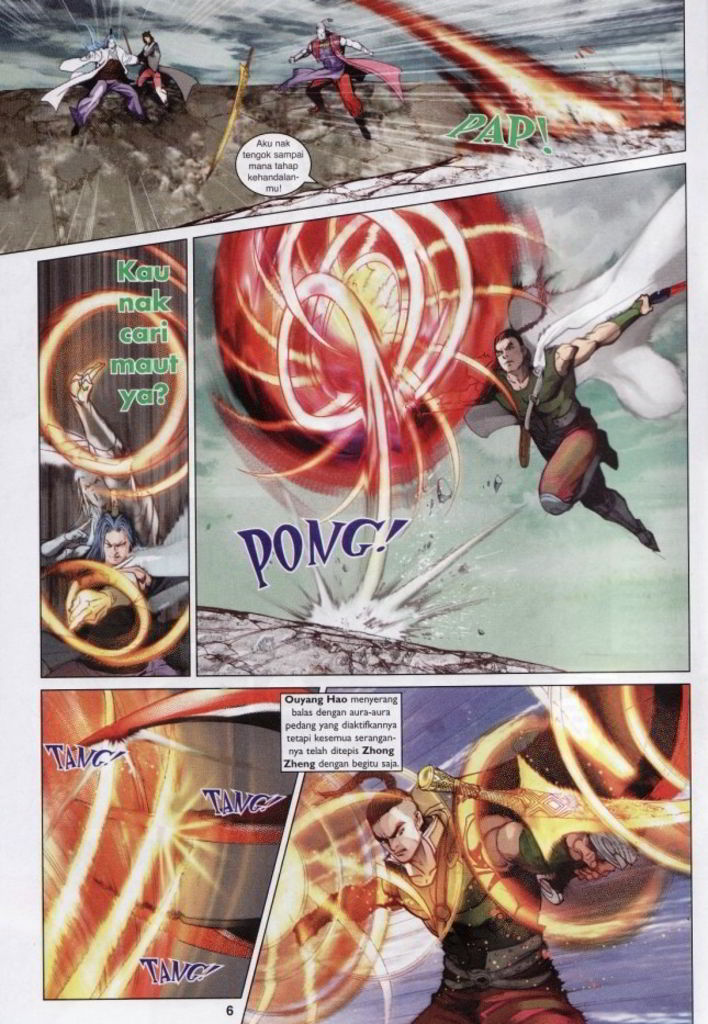 PAP!
Aku nak
tengok sampai
mana tahap
kehandalan-
mu!
Kau
nak
cari
maut
ya?
PONG!
Ouyang Hao menyerang
balas dengan aura-aura
pedang yang diaktifkannya
tetapi kesemua serangan-
nya telah ditepis Zhong
Zheng dengan begitu saja.
TANG!
TANG!
TANG!
6